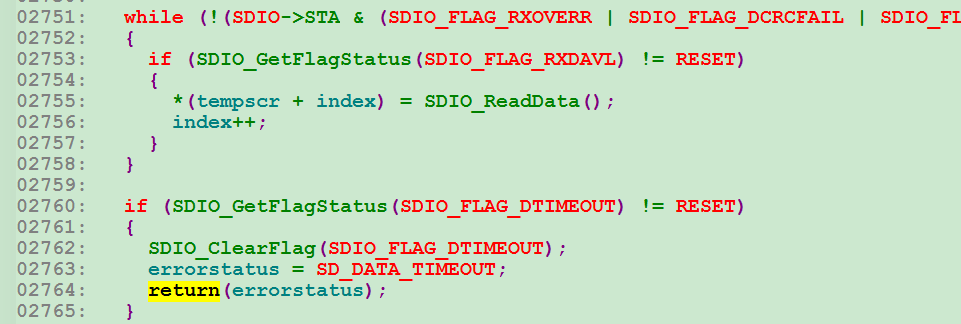 02751: while (!(SDIO->STA & (SDIO_FLAG_RXOVERR | SDIO_FLAG_DCRCFAIL | SDIO_FL
02752: {
02753: if (SDIO_GetFlagStatus(SDIO_FLAG_RXDAVL) != RESET)
02754: {
02755: *(tempscr + index) = SDIO_ReadData();
02756: index++;
02757: }
02758: }
02759:
02760: if (SDIO_GetFlagStatus(SDIO_FLAG_DTIMEOUT) != RESET)
02761: {
02762: SDIO_ClearFlag(SDIO_FLAG_DTIMEOUT);
02763: errorstatus = SD_DATA_TIMEOUT;
02764: return(errorstatus);
02765: }